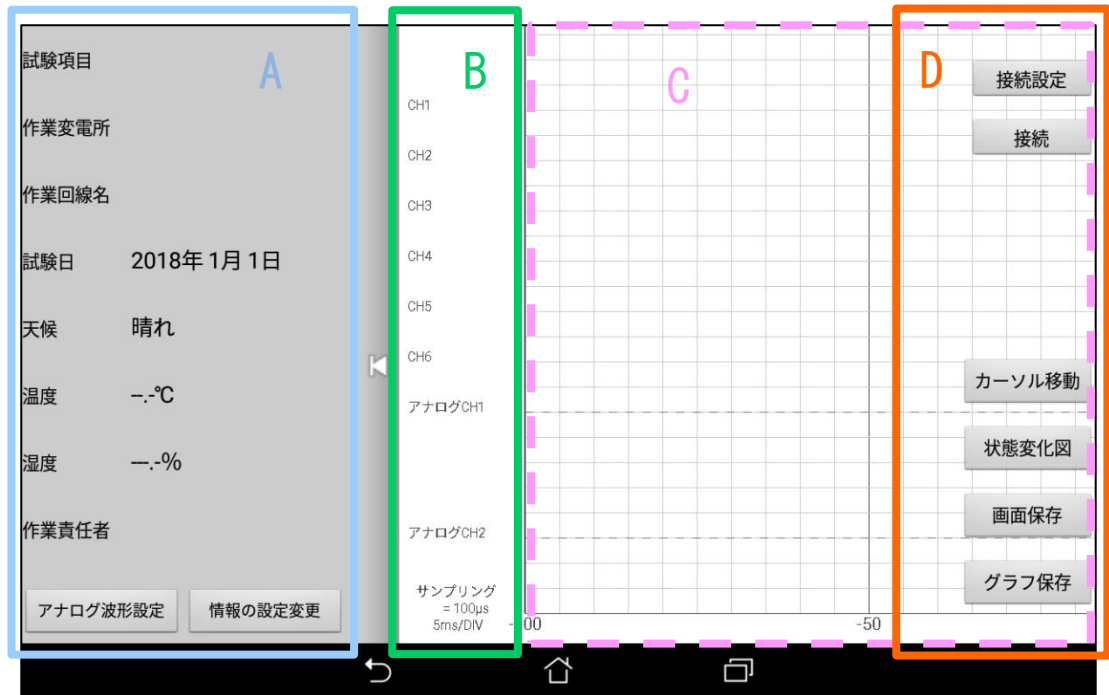 A
試験項目
作業変電所
作業回線名
試験日 2018年 1月 1日
天候 晴れ
温度 --.-℃
湿度 ---.-%
作業責任者
アナログ波形設定 情報の設定変更
B
CH1
CH2
CH3
CH4
CH5
CH6
アナログCH1
アナログCH2
サンプリング
= 100μs
5ms/DIV
C
-50
D
接続設定
接続
カーソル移動
状態変化図
画面保存
グラフ保存